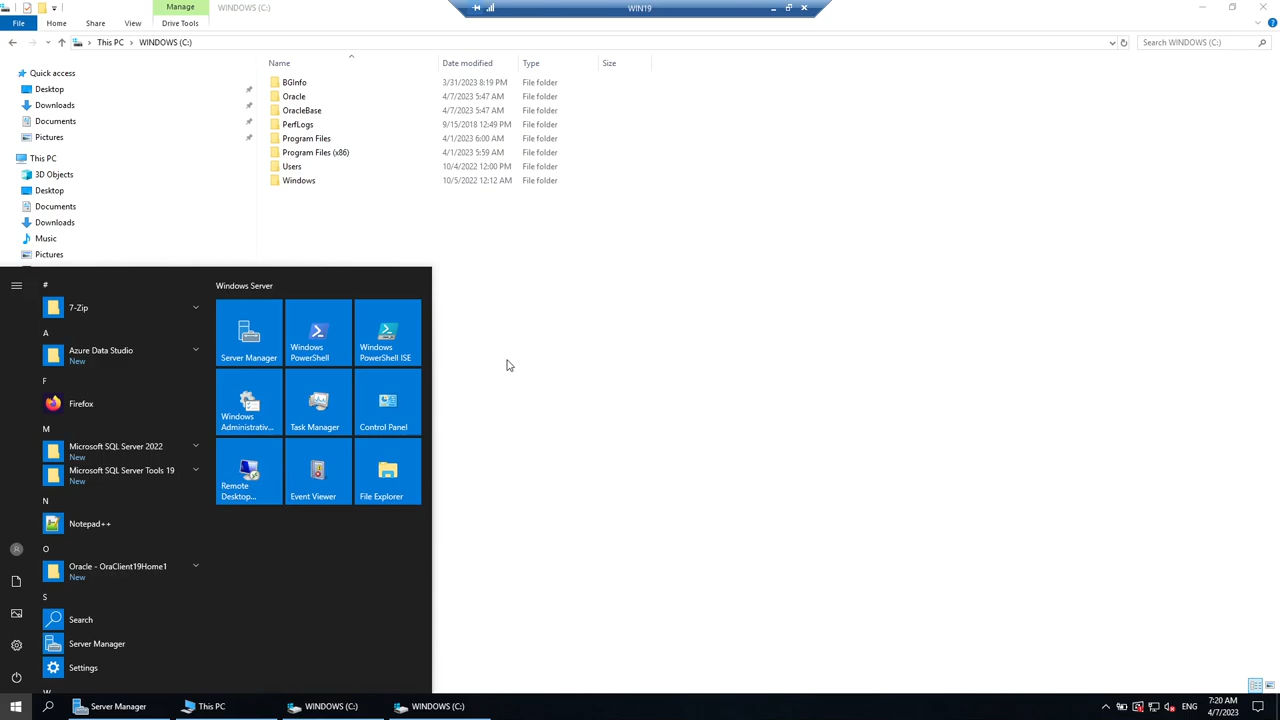 Manage
WINDOWS (C:)
WIN19
File
Home
Share
View
Drive Tools
This PC
WINDOWS (C:)
Search WINDOWS (C:)
Name
Date modified
Type
Size
Quick access
Desktop
Downloads
Documents
Pictures
This PC
3D Objects
Desktop
Documents
Downloads
Music
Pictures
BGInfo
3/31/2023 8:19 PM
File folder
Oracle
4/7/2023 5:47 AM
File folder
OracleBase
4/7/2023 5:47 AM
File folder
PerfLogs
9/15/2018 12:49 PM
File folder
Program Files
4/1/2023 6:00 AM
File folder
Program Files (x86)
4/1/2023 5:59 AM
File folder
Users
10/4/2022 12:00 PM
File folder
Windows
10/5/2022 12:12 AM
File folder
#
7-Zip
A
Azure Data Studio
New
F
Firefox
M
Microsoft SQL Server 2022
New
Microsoft SQL Server Tools 19
New
N
Notepad++
O
Oracle - OraClient19Home1
New
S
Search
Server Manager
Settings
W
Windows Server
Server Manager
Windows
PowerShell
Windows
PowerShell ISE
Windows
Administrativ...
Task Manager
Control Panel
Remote
Desktop...
Event Viewer
File Explorer
Server Manager
This PC
WINDOWS (C:)
WINDOWS (C:)
ENG
7:20 AM
4/7/2023